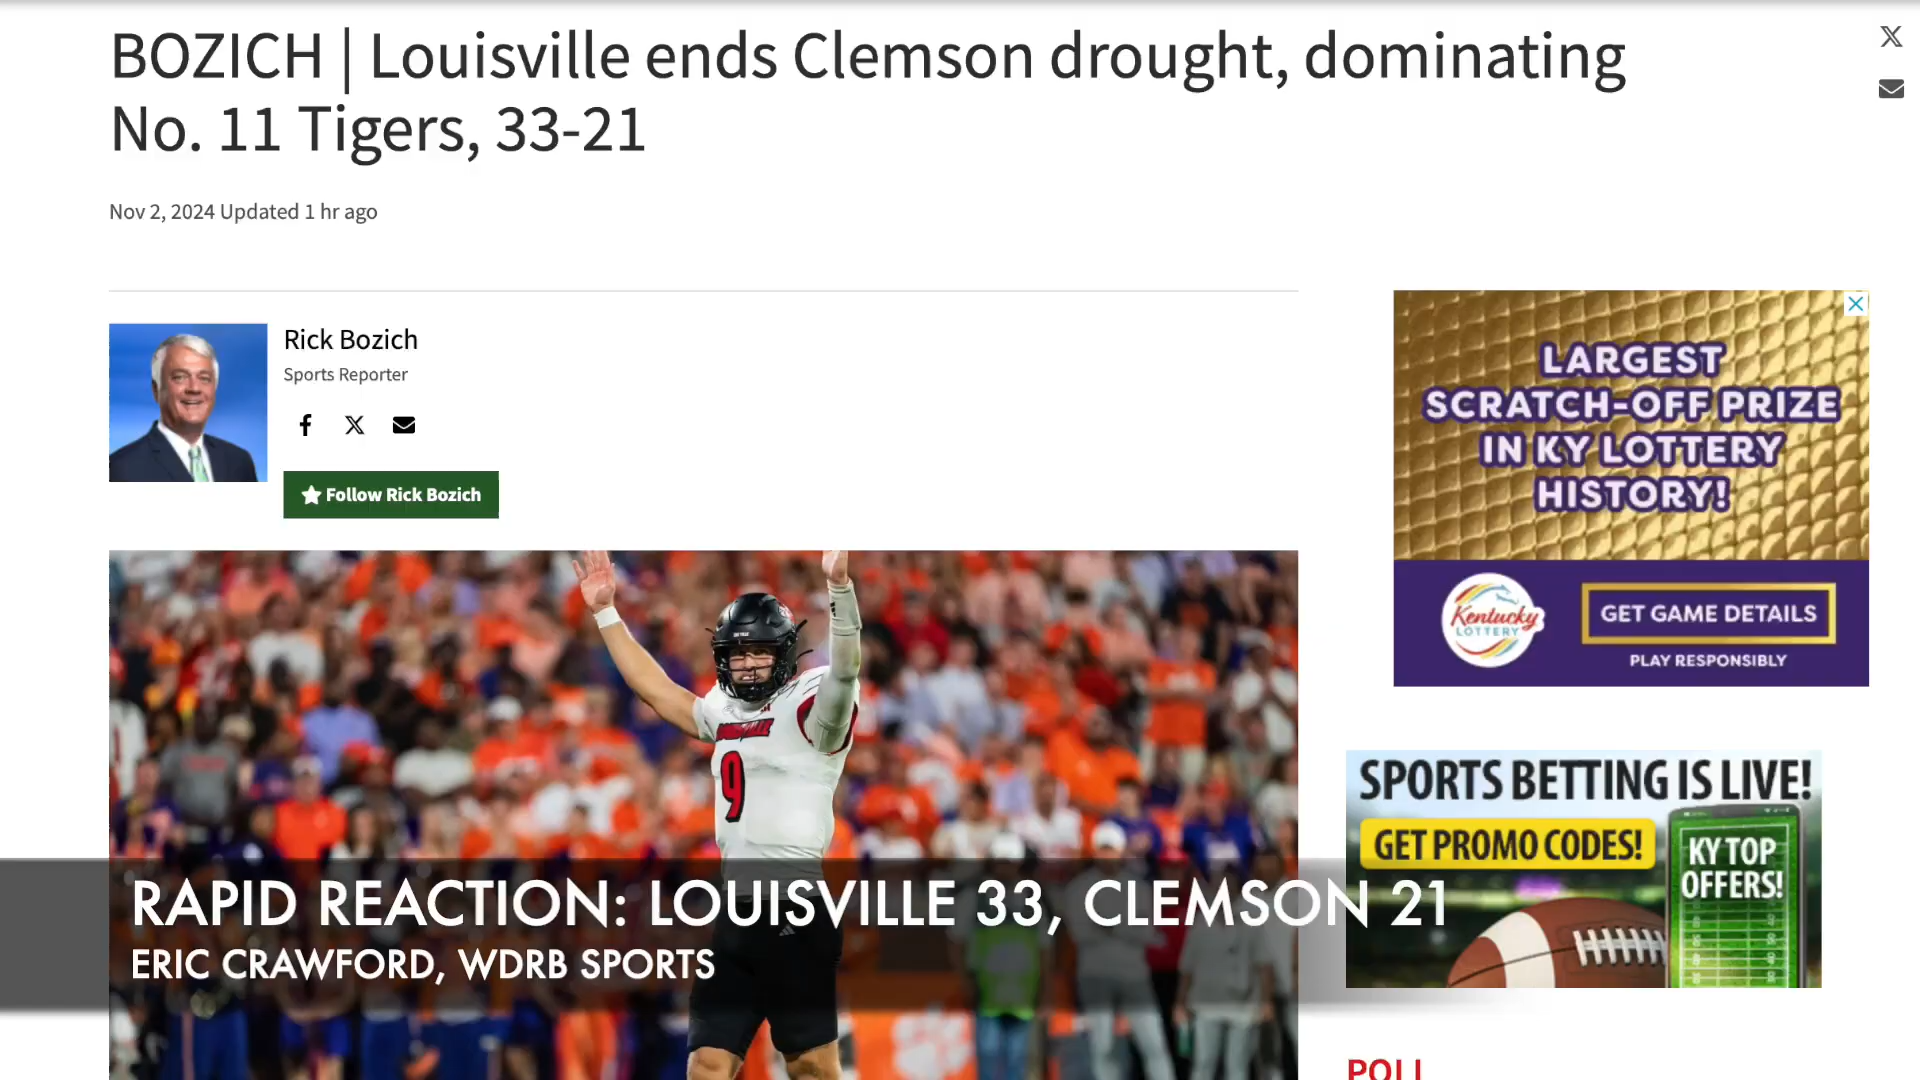 BOZICH | Louisville ends Clemson drought, dominating
No. 11 Tigers, 33-21
Nov 2, 2024 Updated 1 hr ago
Rick Bozich
Sports Reporter
Follow Rick Bozich
LARGEST
SCRATCH-OFF PRIZE
IN KY LOTTERY
HISTORY!
Kentucky
LOTTERY
GET GAME DETAILS
PLAY RESPONSIBLY
LOUISVILLE
9
SPORTS BETTING IS LIVE!
GET PROMO CODES!
KY TOP
OFFERS!
RAPID REACTION: LOUISVILLE 33, CLEMSON 21
ERIC CRAWFORD, WDRB SPORTS
POLL